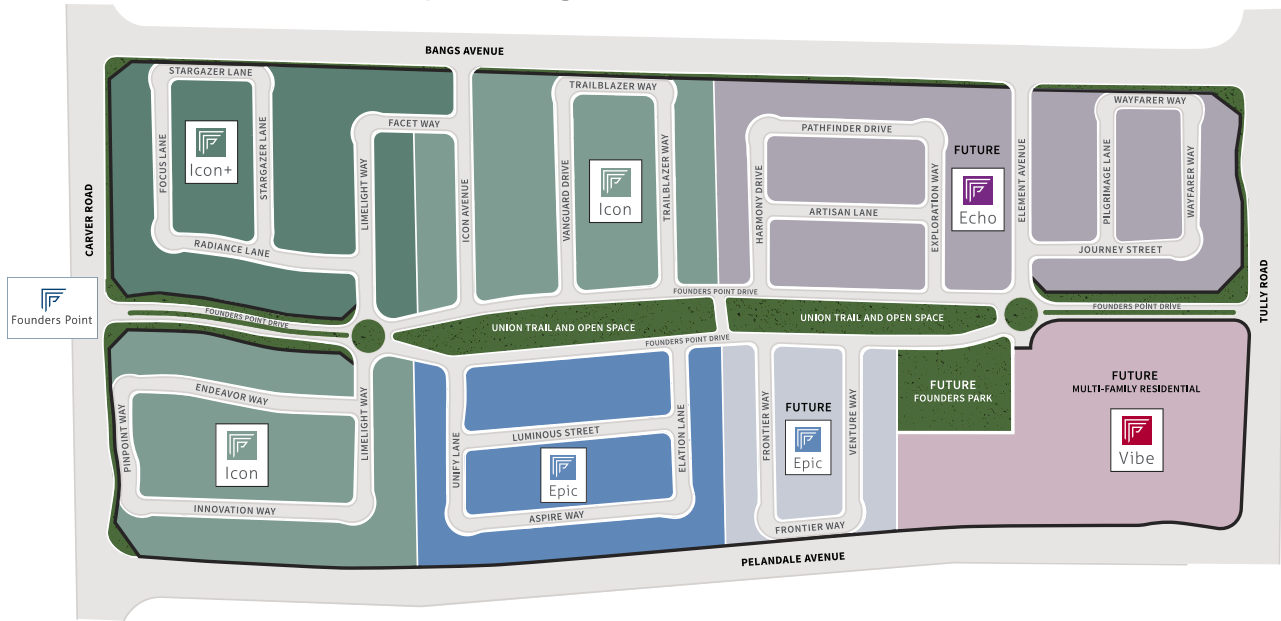 BANGS AVENUE
STARGAZER LANE
TRAILBLAZER WAY
WAYFARER WAY
FACET WAY
PATHFINDER DRIVE
FUTURE
Icon+
FOCUS LANE
STARGAZER LANE
LIMELIGHT WAY
ICON AVENUE
VANGUARD DRIVE
Icon
TRAILBLAZER WAY
HARMONY DRIVE
ARTISAN LANE
EXPLORATION WAY
Echo
ELEMENT AVENUE
PILGRIMAGE LANE
WAYFARER WAY
CARVER ROAD
RADIANCE LANE
JOURNEY STREET
TULLY ROAD
Founders Point
FOUNDERS POINT DRIVE
FOUNDERS POINT DRIVE
FOUNDERS POINT DRIVE
UNION TRAIL AND OPEN SPACE
UNION TRAIL AND OPEN SPACE
FOUNDERS POINT DRIVE
ENDEAVOR WAY
PINPOINT WAY
LIMELIGHT WAY
Icon
INNOVATION WAY
UNIFY LANE
LUMINOUS STREET
ELATION LANE
Epic
ASPIRE WAY
FRONTIER WAY
FUTURE
Epic
VENTURE WAY
FRONTIER WAY
FUTURE
FOUNDERS PARK
FUTURE
MULTI-FAMILY RESIDENTIAL
Vibe
PELANDALE AVENUE